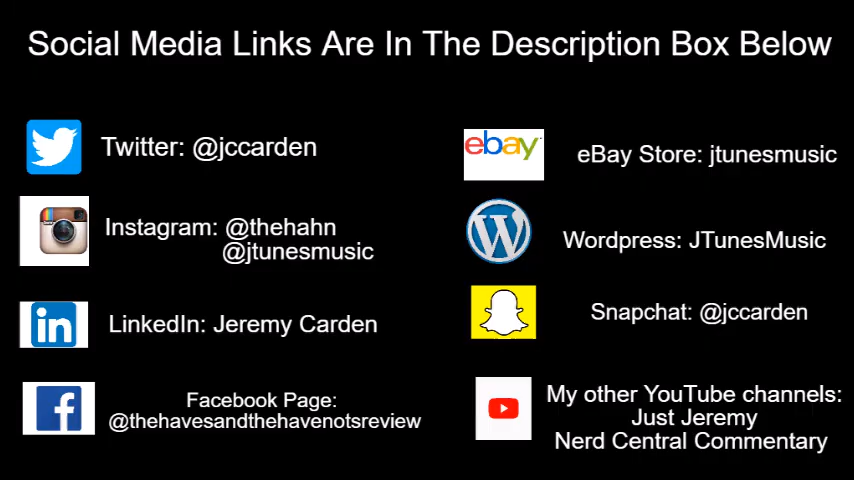 Social Media Links Are In The Description Box Below
Twitter: @jccarden
Instagram: @thehahn
@jtunesmusic
in LinkedIn: Jeremy Carden
f Facebook Page:
@thehavesandthehavenotsreview
ebay eBay Store: jtunesmusic
W Wordpress: JTunesMusic
Snapchat: @jccarden
My other YouTube channels:
Just Jeremy
Nerd Central Commentary